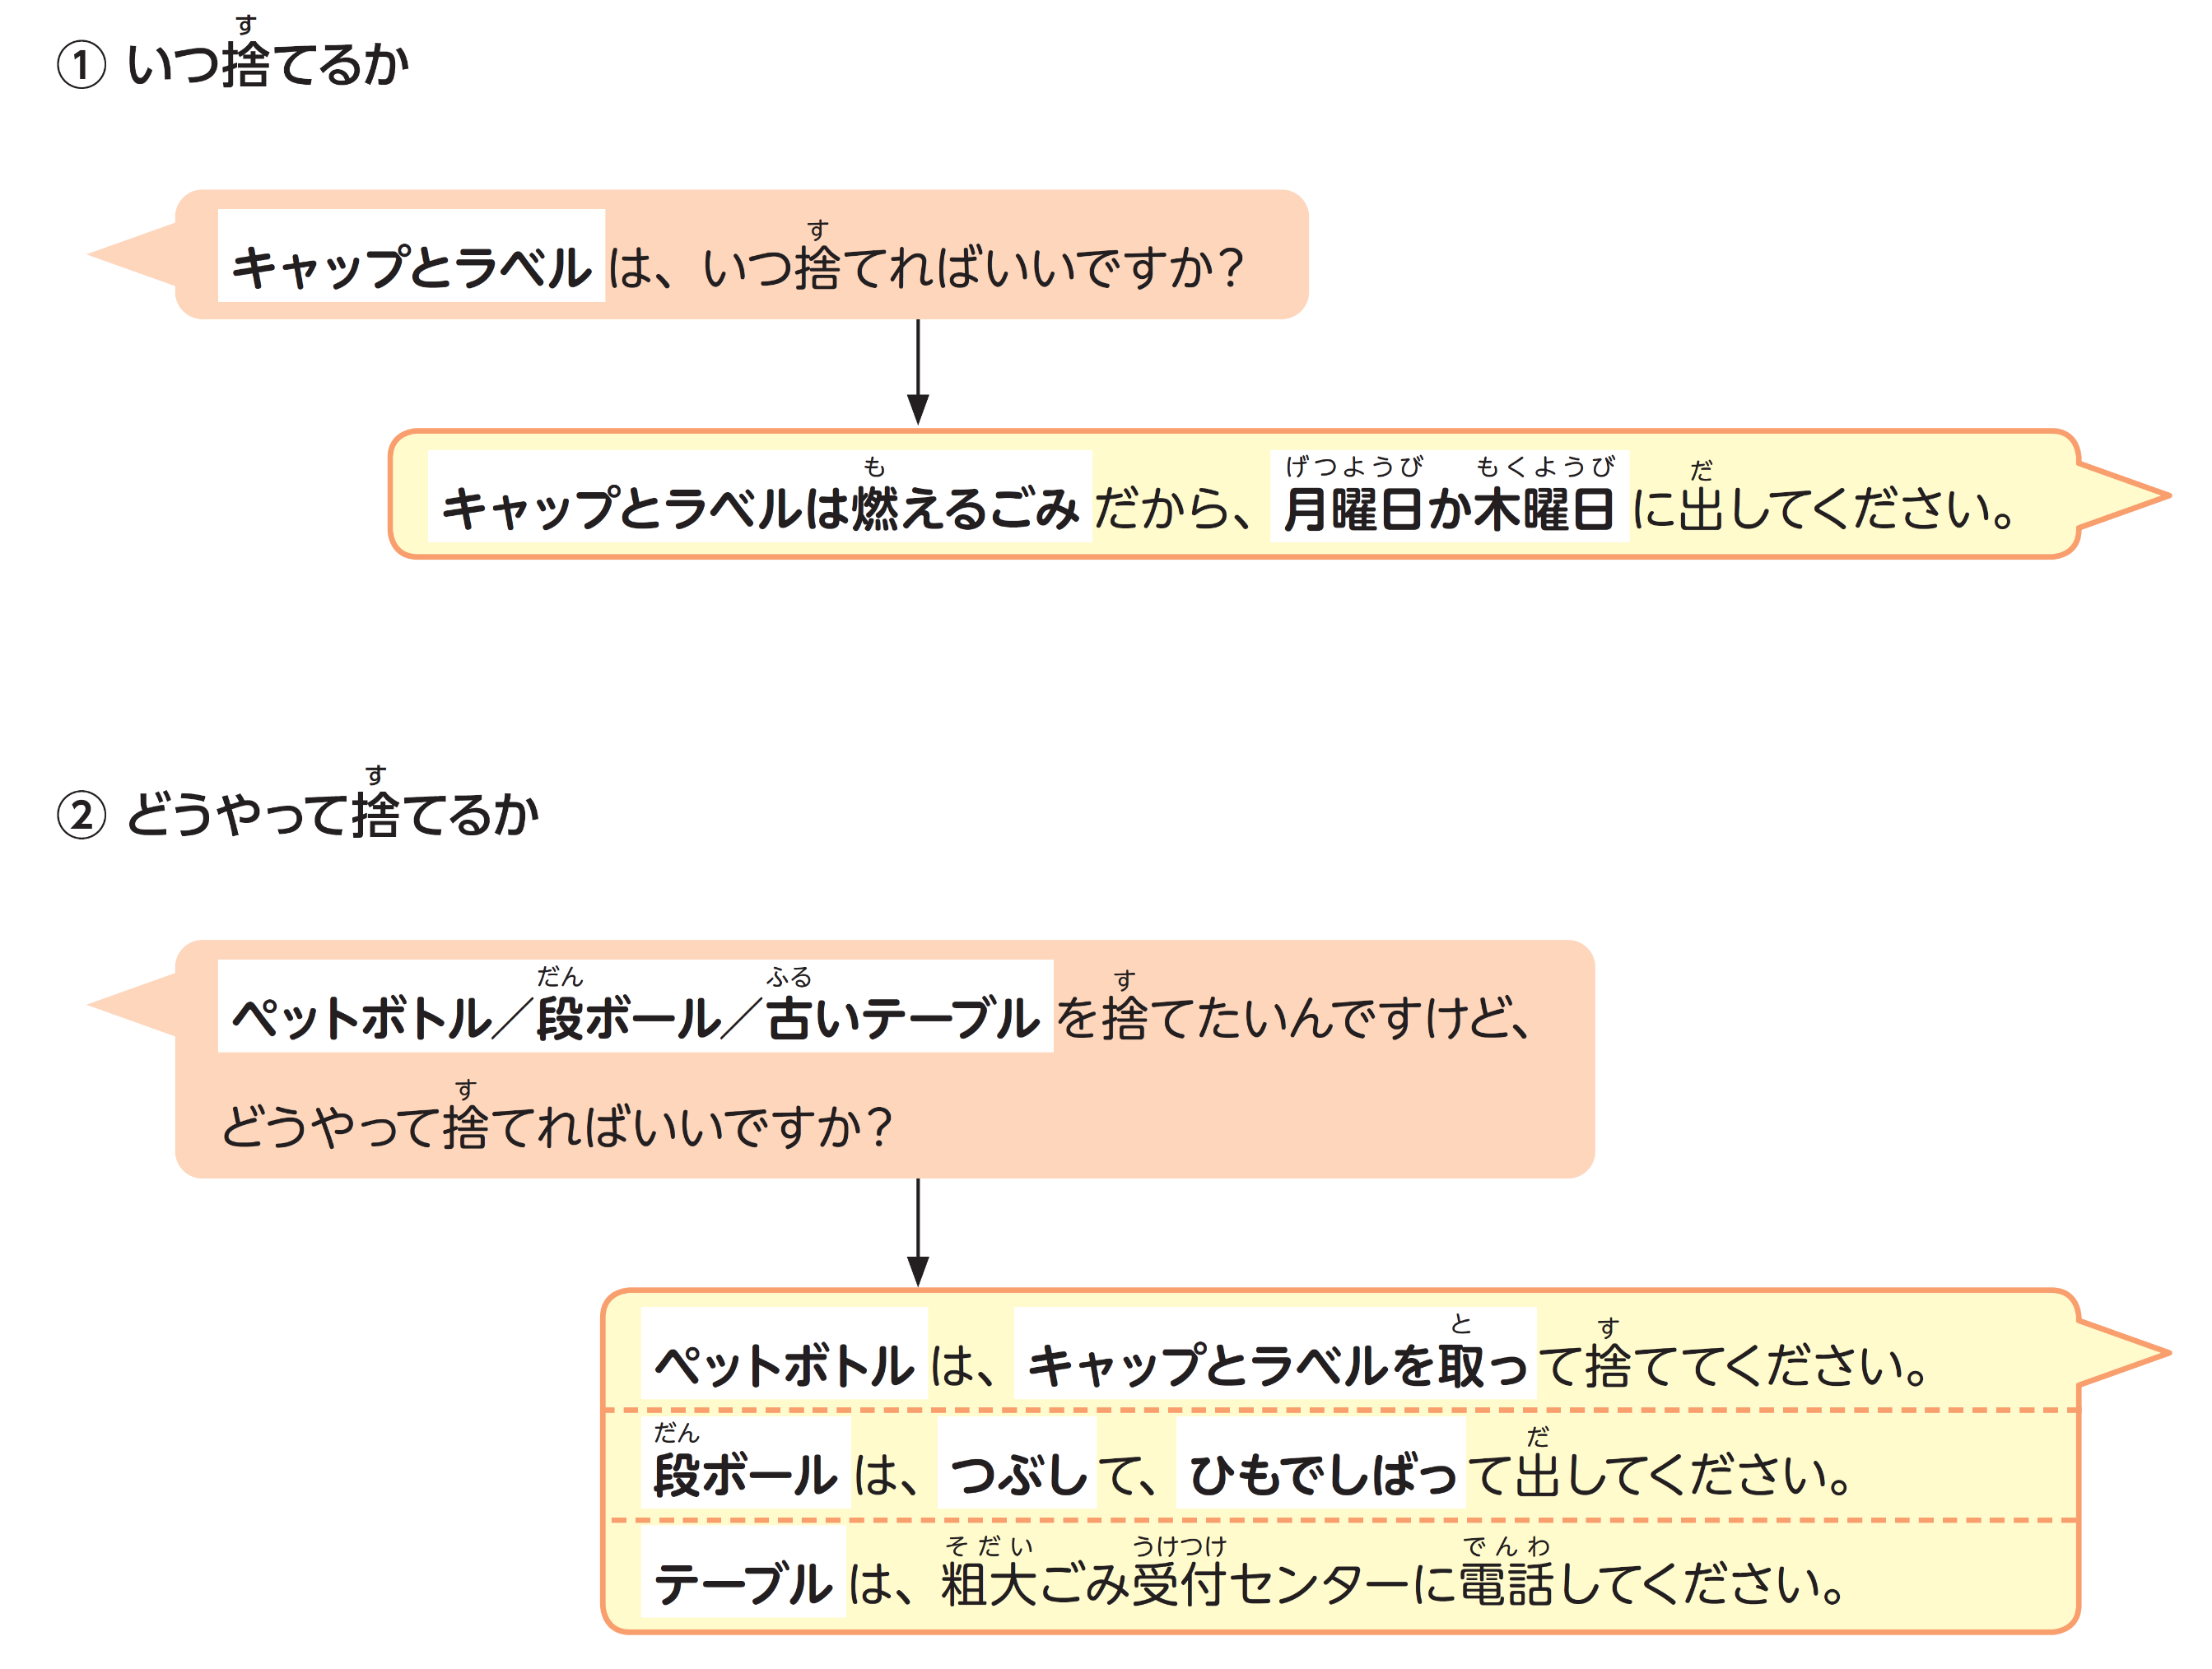 ① いつ捨てるか
キャップとラベルは、いつ捨てればいいですか？
キャップとラベルは燃えるごみだから、月曜日か木曜日に出してください。
② どうやって捨てるか
ペットボトル／段ボール／古いテーブルを捨てたいんですけど、
どうやって捨てればいいですか？
ペットボトルは、キャップとラベルを取って捨ててください。
段ボールは、つぶして、ひもでしばって出してください。
テーブルは、粗大ごみ受付センターに電話してください。